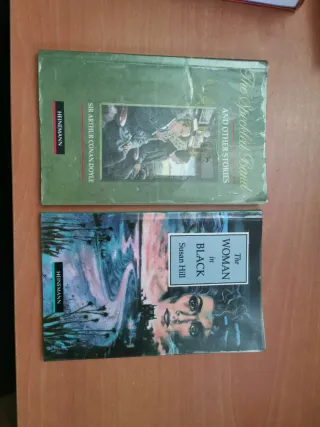 The Speckled Band
AND OTHER STORIES
SIR ARTHUR CONAN DOYLE
HEINEMANN
The
WOMAN
in
BLACK
Susan Hill
HEINEMANN